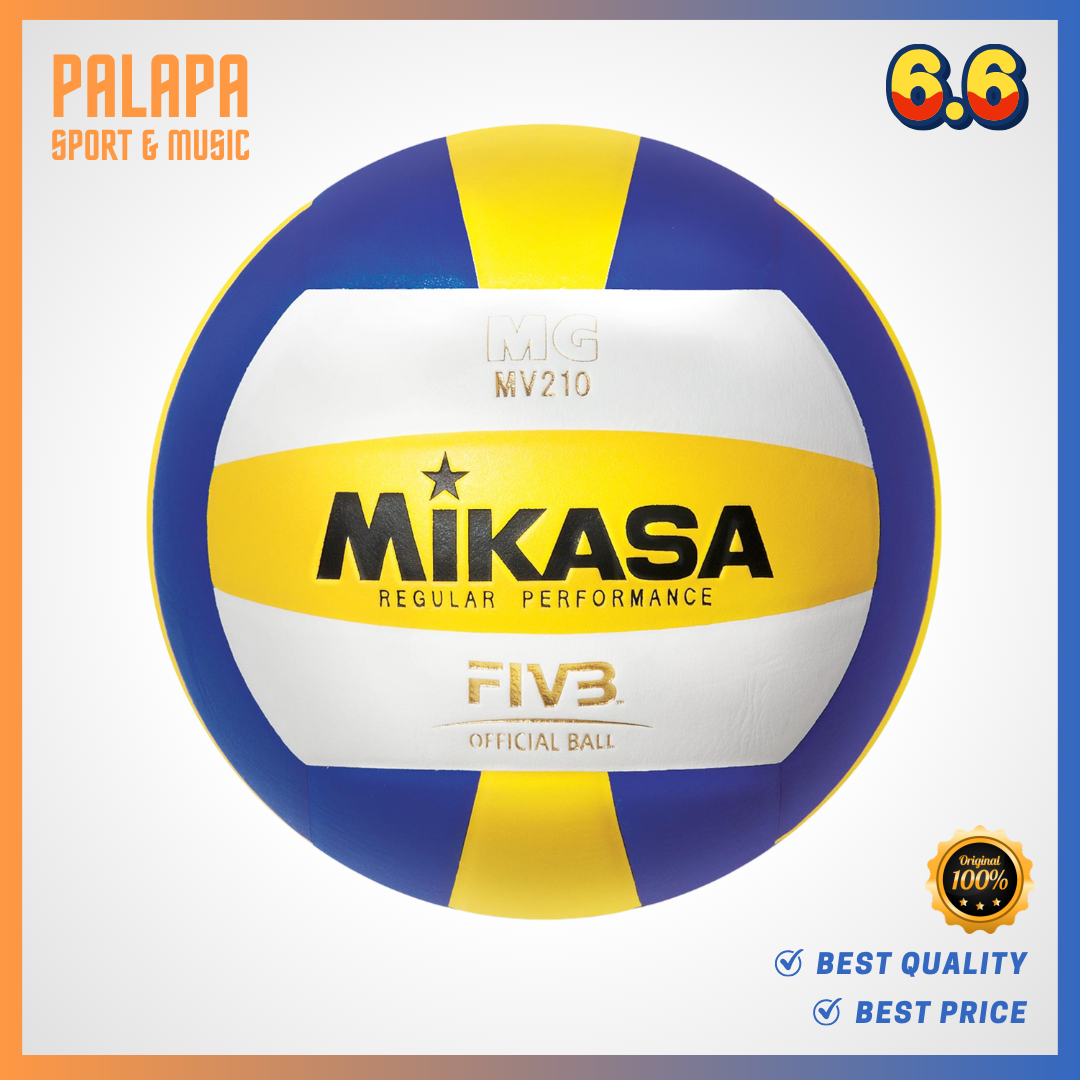 PALAPA
SPORT & MUSIC
6.6
MG
MV210
MIKASA
REGULAR PERFORMANCE
FIVB
OFFICIAL BALL
Original
100%
BEST QUALITY
BEST PRICE